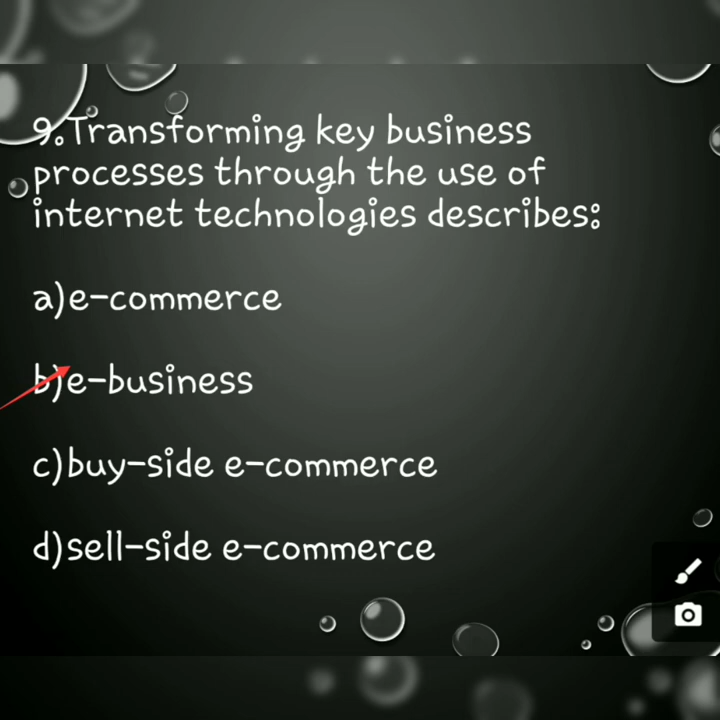 9.Transforming key business
processes through the use of
internet technologies describes:
a)e-commerce
b)e-business
c)buy-side e-commerce
d)sell-side e-commerce